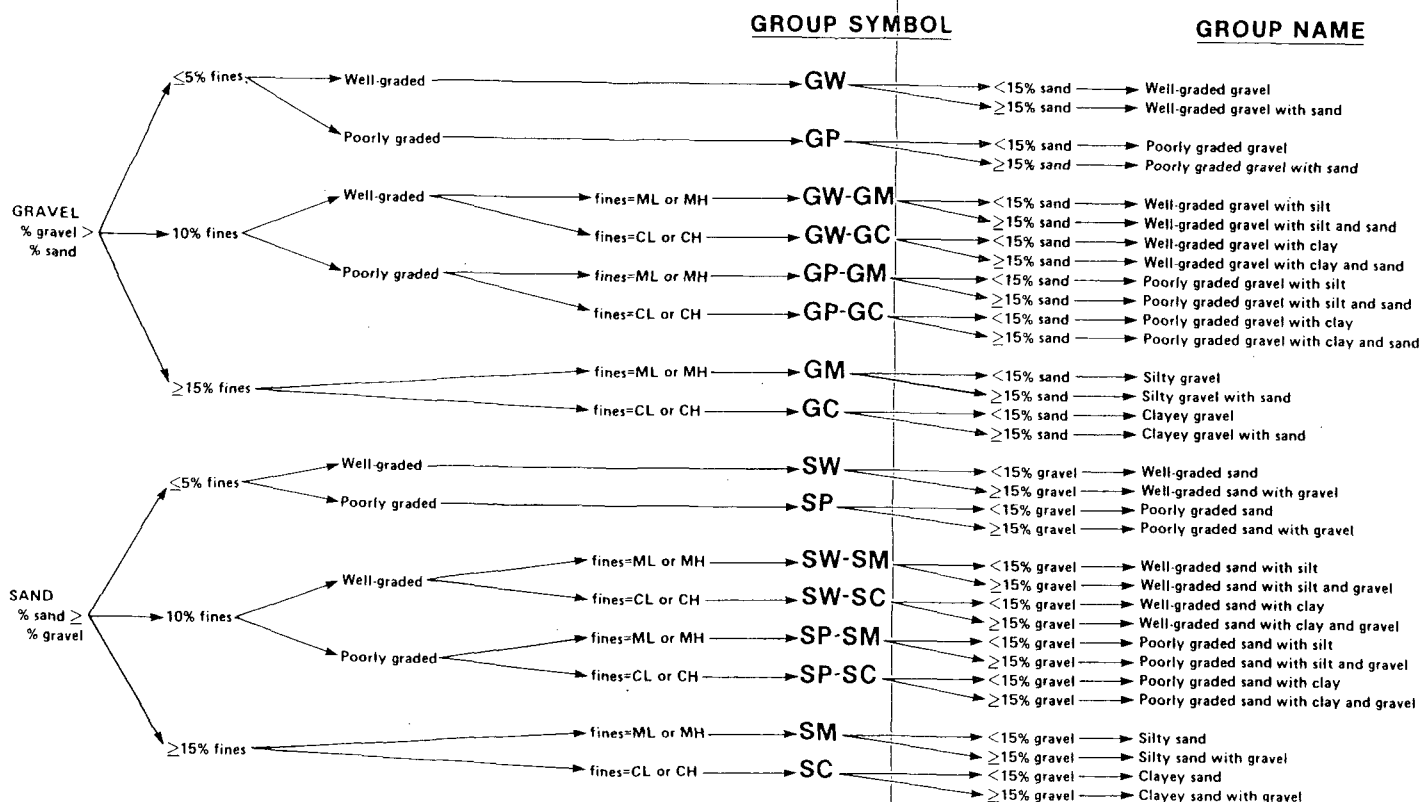 GROUP SYMBOL
GROUP NAME
≤5% fines
Well-graded
GW
<15% sand
Well-graded gravel
≥15% sand
Well-graded gravel with sand
Poorly graded
GP
<15% sand
Poorly graded gravel
≥15% sand
Poorly graded gravel with sand
GRAVEL
% gravel >
% sand
10% fines
Well-graded
fines=ML or MH
GW-GM
<15% sand
Well-graded gravel with silt
≥15% sand
Well-graded gravel with silt and sand
fines=CL or CH
GW-GC
<15% sand
Well-graded gravel with clay
≥15% sand
Well-graded gravel with clay and sand
Poorly graded
fines=ML or MH
GP-GM
<15% sand
Poorly graded gravel with silt
≥15% sand
Poorly graded gravel with silt and sand
fines=CL or CH
GP-GC
<15% sand
Poorly graded gravel with clay
≥15% sand
Poorly graded gravel with clay and sand
≥15% fines
fines=ML or MH
GM
<15% sand
Silty gravel
≥15% sand
Silty gravel with sand
fines=CL or CH
GC
<15% sand
Clayey gravel
≥15% sand
Clayey gravel with sand
≤5% fines
Well-graded
SW
<15% gravel
Well-graded sand
≥15% gravel
Well-graded sand with gravel
Poorly graded
SP
<15% gravel
Poorly graded sand
≥15% gravel
Poorly graded sand with gravel
SAND
% sand ≥
% gravel
10% fines
Well-graded
fines=ML or MH
SW-SM
<15% gravel
Well-graded sand with silt
≥15% gravel
Well-graded sand with silt and gravel
fines=CL or CH
SW-SC
<15% gravel
Well-graded sand with clay
≥15% gravel
Well-graded sand with clay and gravel
Poorly graded
fines=ML or MH
SP-SM
<15% gravel
Poorly graded sand with silt
≥15% gravel
Poorly graded sand with silt and gravel
fines=CL or CH
SP-SC
<15% gravel
Poorly graded sand with clay
≥15% gravel
Poorly graded sand with clay and gravel
≥15% fines
fines=ML or MH
SM
<15% gravel
Silty sand
≥15% gravel
Silty sand with gravel
fines=CL or CH
SC
<15% gravel
Clayey sand
≥15% gravel
Clayey sand with gravel